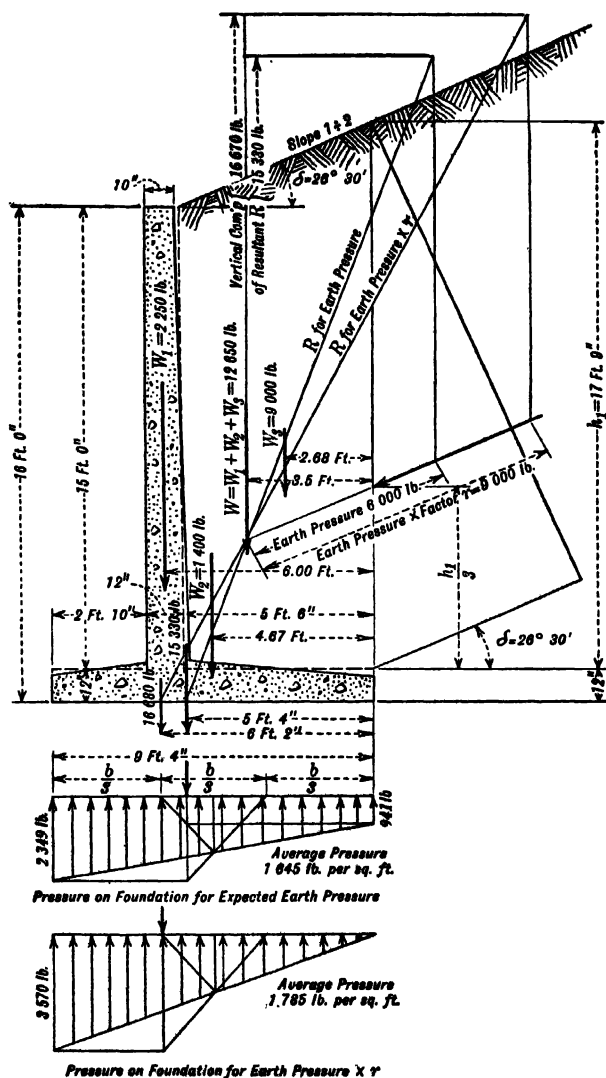 Slope 1÷2
10"
δ=26° 30'
16 670 lb.
15 330 lb.
Vertical Comp.
of Resultant R
W₁=2 250 lb.
R for Earth Pressure
R for Earth Pressure × r
16 Ft. 0"
15 Ft. 0"
h₁=17 Ft. 9"
W=W₁+W₂+W₃=12 650 lb.
W₃=9 000 lb.
2.68 Ft.
3.5 Ft.
Earth Pressure 6 000 lb.
Earth Pressure × Factor r=9 000 lb.
W₂=1 400 lb.
6.00 Ft.
h₁
3
12"
2 Ft. 10"
15 330 lb.
5 Ft. 6"
4.67 Ft.
δ=26° 30'
12"
12"
16 680 lb.
5 Ft. 4"
6 Ft. 2"
9 Ft. 4"
b
3
b
3
b
3
2 349 lb.
941 lb
Average Pressure
1 645 lb. per sq. ft.
Pressure on Foundation for Expected Earth Pressure
3 570 lb.
Average Pressure
1,785 lb. per sq. ft.
Pressure on Foundation for Earth Pressure × r